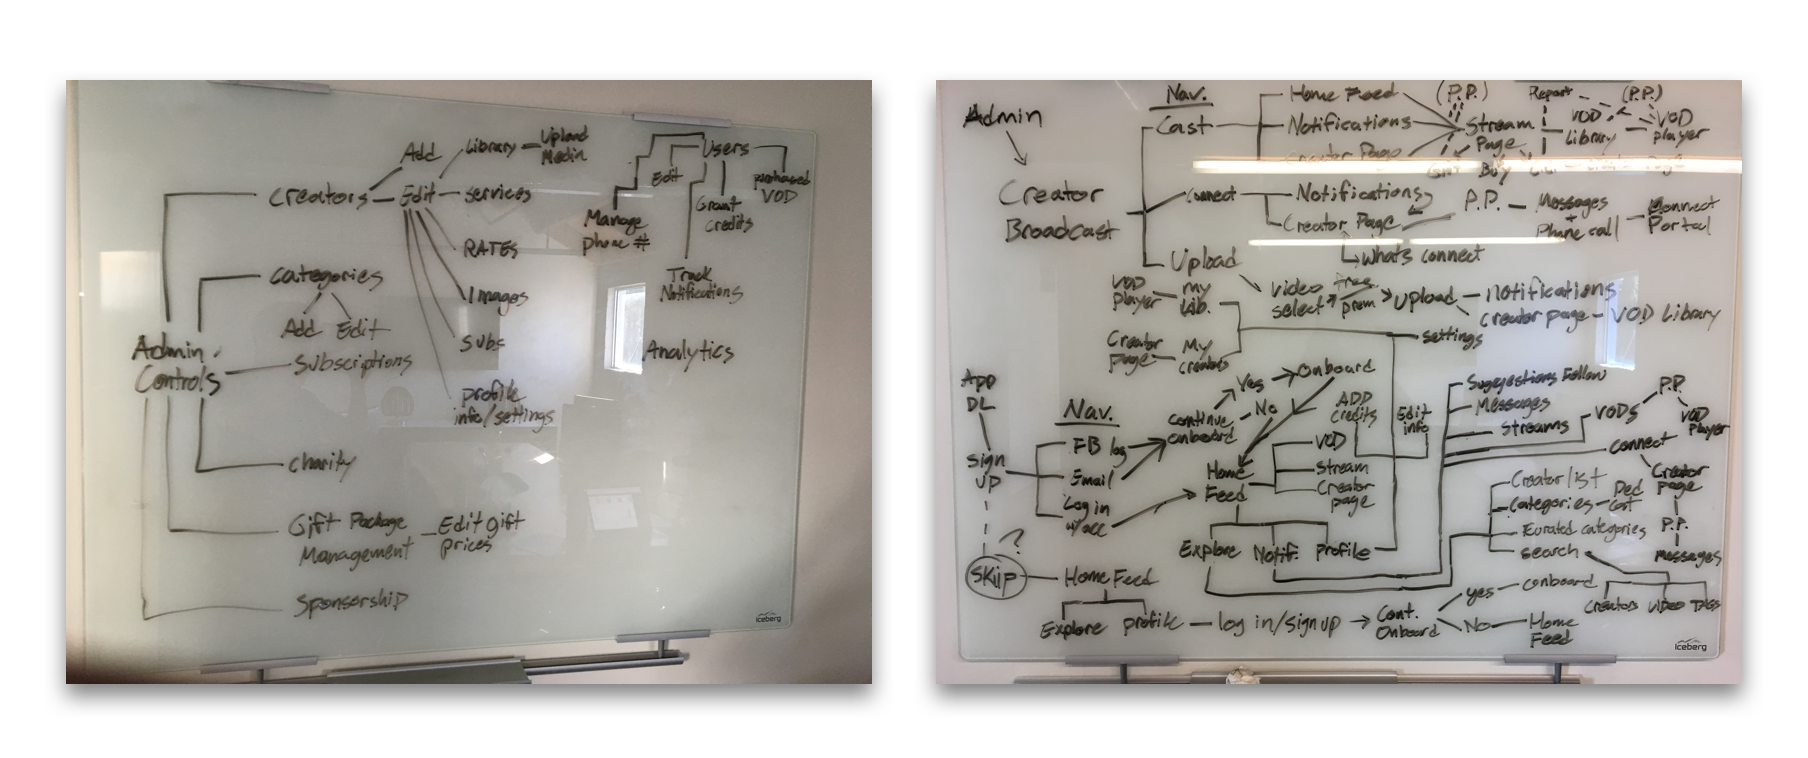 Add
Library
Upload
Media
Users
Creators
Edit
services
Edit
purchased
VOD
Grant
credits
Manage
phone #
RATES
Categories
Track
Notifications
Images
Add
Edit
Subs
Analytics
Admin
Controls
Subscriptions
profile
info/settings
charity
Gift Package
Management
Edit gift
prices
Sponsorship
iceberg
Admin
Nav.
Home Feed
(P.P.)
Report
(P.P.)
Cast
Notifications
Stream
Page
VOD
Library
VOD
player
Creator Page
Buy
Creator
Broadcast
Connect
Notifications
Creator Page
P.P.
Messages
+
Phone call
Portal
Whats connect
Upload
VOD
player
My
Lib.
Video
select
free
prem
Upload
Notifications
Creator page
VOD Library
Creator
page
My
creators
settings
App
DL
Nav.
Yes
Onboard
continue
onboard
No
ADD
credits
Edit
info
Suggestions Follow
Messages
Streams
VODs
P.P.
VOD
Player
connect
Sign
UP
FB log
Email
Log in
w/acc
Home
Feed
VOD
Stream
Creator
page
Creator list
Categories
Creator
page
Curated categories
Search
P.P.
Messages
Explore
Notif.
Profile
?
SKIP
Home Feed
Explore
profile
log in/sign up
Cont.
Onboard
yes
onboard
No
Home
Feed
Creators
VIDEO
TAGS
iceberg